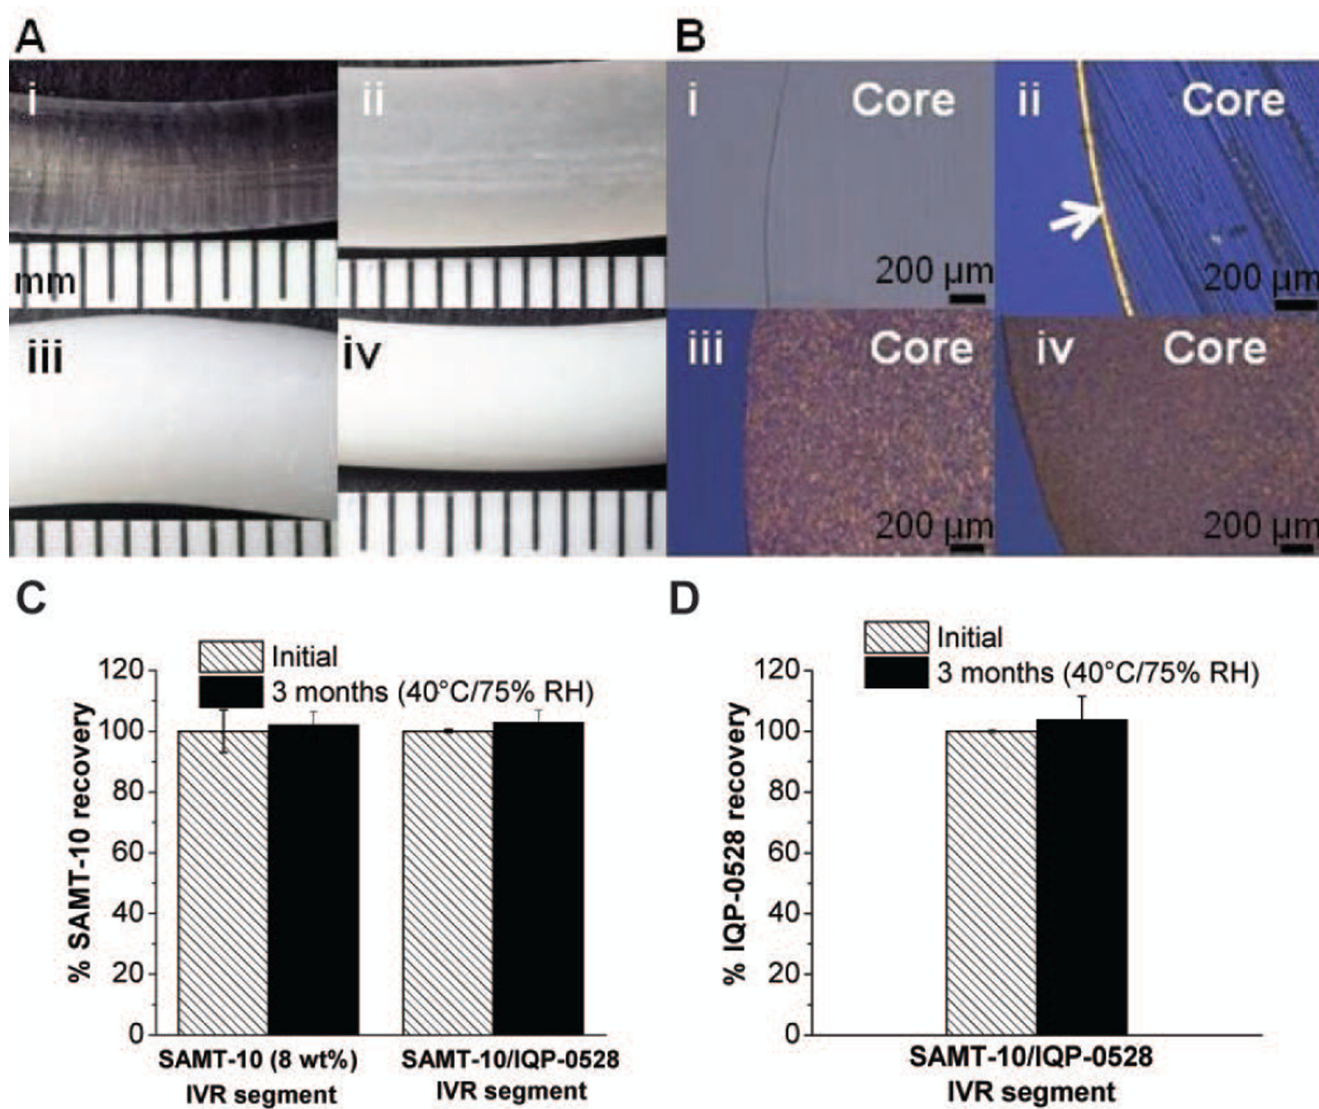 A
B
i
ii
mm
iii
iv
i
Core
200 µm
ii
Core
200 µm
iii
Core
200 µm
iv
Core
200 µm
C
Initial
3 months (40°C/75% RH)
% SAMT-10 recovery
120
100
80
60
40
20
0
SAMT-10 (8 wt%)
IVR segment
SAMT-10/IQP-0528
IVR segment
D
Initial
3 months (40°C/75% RH)
% IQP-0528 recovery
120
100
80
60
40
20
0
SAMT-10/IQP-0528
IVR segment